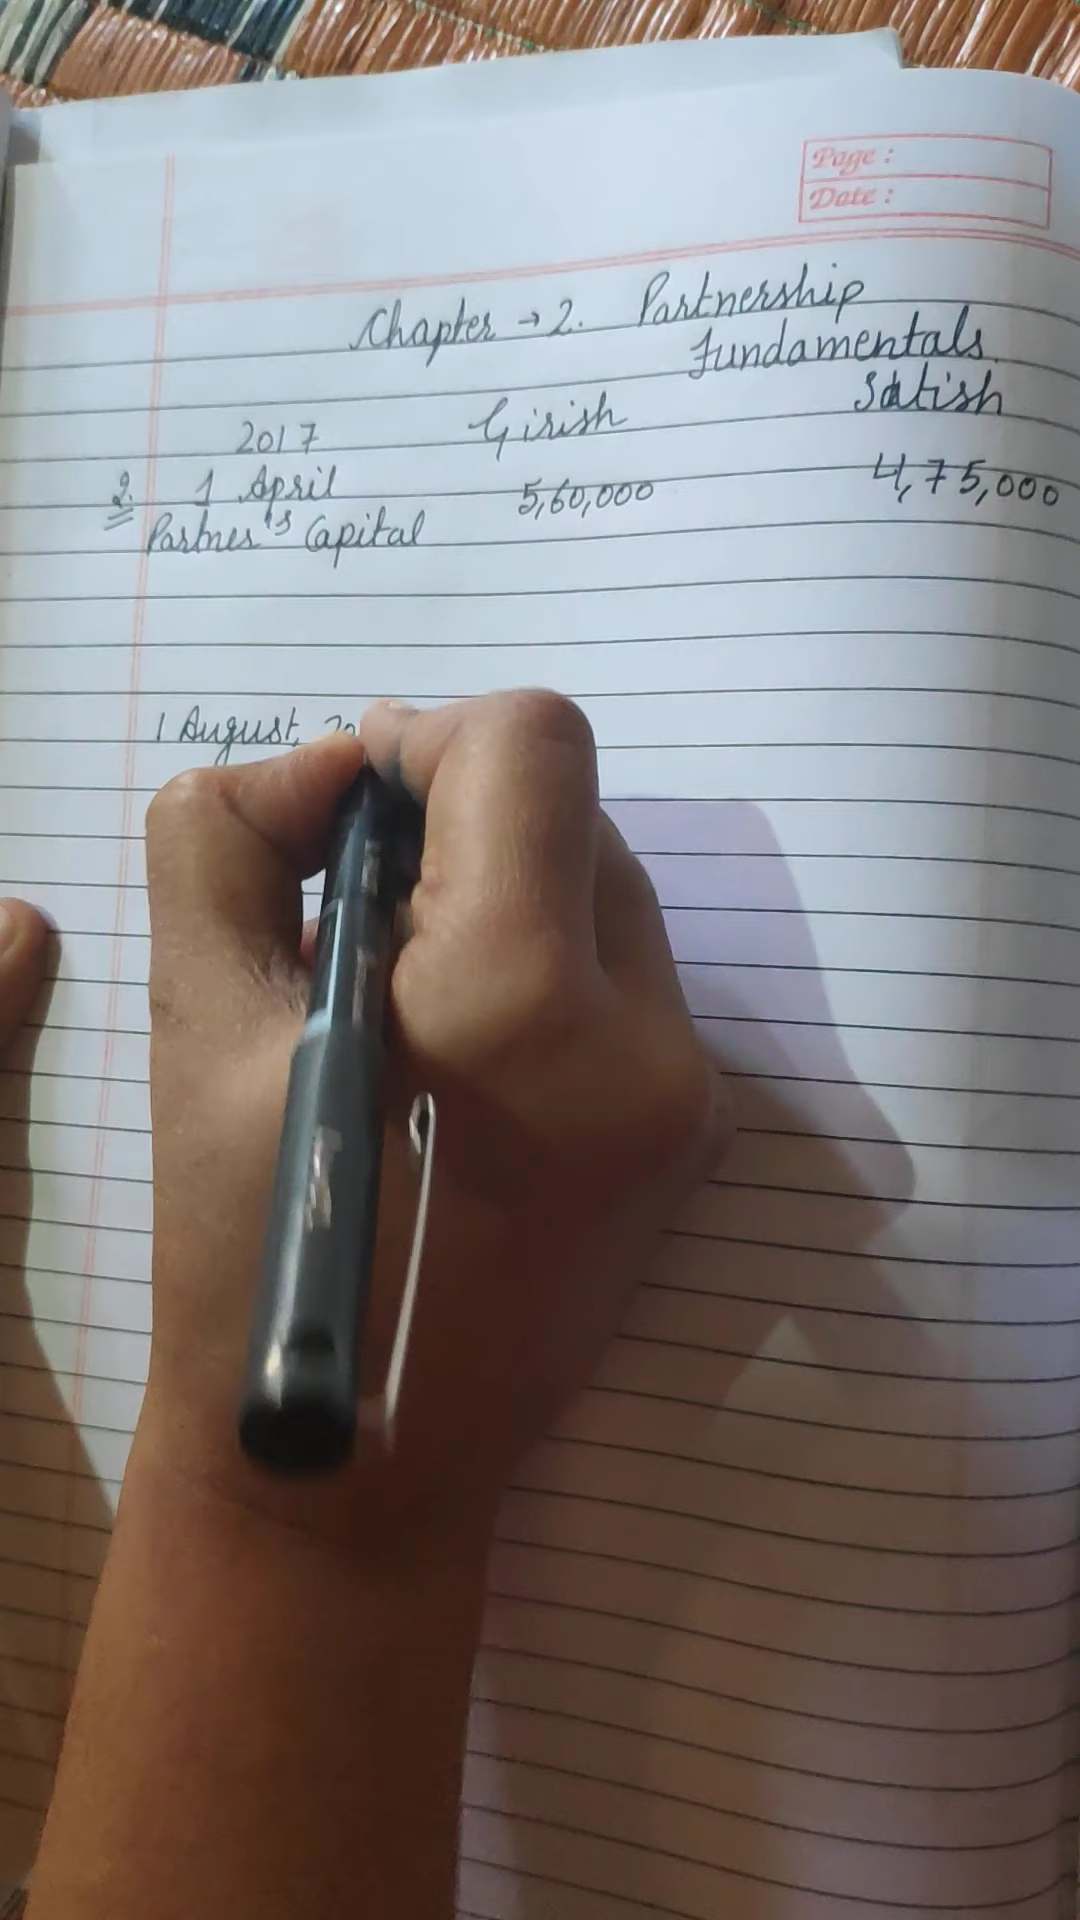 Page :
Date :
Chapter → 2. Partnership
Fundamentals.
2017 Girish Satish
2. 1 April 5,60,000 4,75,000
Partner's Capital
1 August,